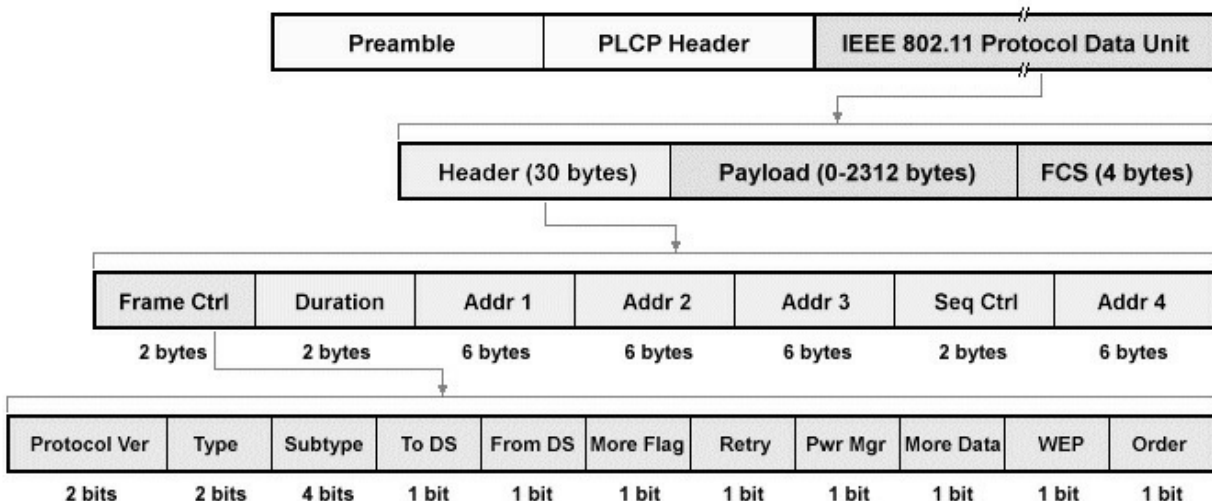 Preamble PLCP Header IEEE 802.11 Protocol Data Unit
Header (30 bytes) Payload (0-2312 bytes) FCS (4 bytes)
Frame Ctrl Duration Addr 1 Addr 2 Addr 3 Seq Ctrl Addr 4
2 bytes 2 bytes 6 bytes 6 bytes 6 bytes 2 bytes 6 bytes
Protocol Ver Type Subtype To DS From DS More Flag Retry Pwr Mgr More Data WEP Order
2 bits 2 bits 4 bits 1 bit 1 bit 1 bit 1 bit 1 bit 1 bit 1 bit 1 bit